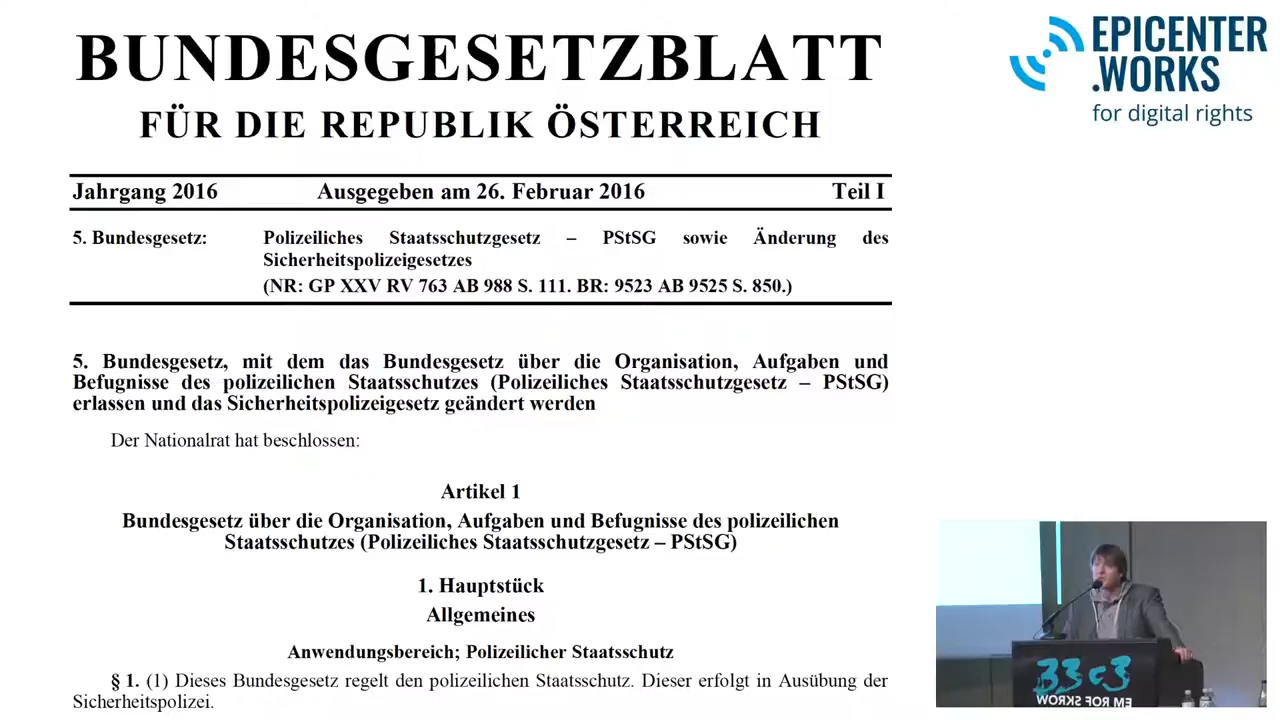 BUNDESGESETZBLATT
FÜR DIE REPUBLIK ÖSTERREICH
Jahrgang 2016 Ausgegeben am 26. Februar 2016 Teil I
5. Bundesgesetz: Polizeiliches Staatsschutzgesetz – PStSG sowie Änderung des
Sicherheitspolizeigesetzes
(NR: GP XXV RV 763 AB 988 S. 111. BR: 9523 AB 9525 S. 850.)
5. Bundesgesetz, mit dem das Bundesgesetz über die Organisation, Aufgaben und
Befugnisse des polizeilichen Staatsschutzes (Polizeiliches Staatsschutzgesetz – PStSG)
erlassen und das Sicherheitspolizeigesetz geändert werden
Der Nationalrat hat beschlossen:
Artikel 1
Bundesgesetz über die Organisation, Aufgaben und Befugnisse des polizeilichen
Staatsschutzes (Polizeiliches Staatsschutzgesetz – PStSG)
1. Hauptstück
Allgemeines
Anwendungsbereich; Polizeilicher Staatsschutz
§ 1. (1) Dieses Bundesgesetz regelt den polizeilichen Staatsschutz. Dieser erfolgt in Ausübung der
Sicherheitspolizei.
EPICENTER
.WORKS
for digital rights
33c3
WORKS FOR ME